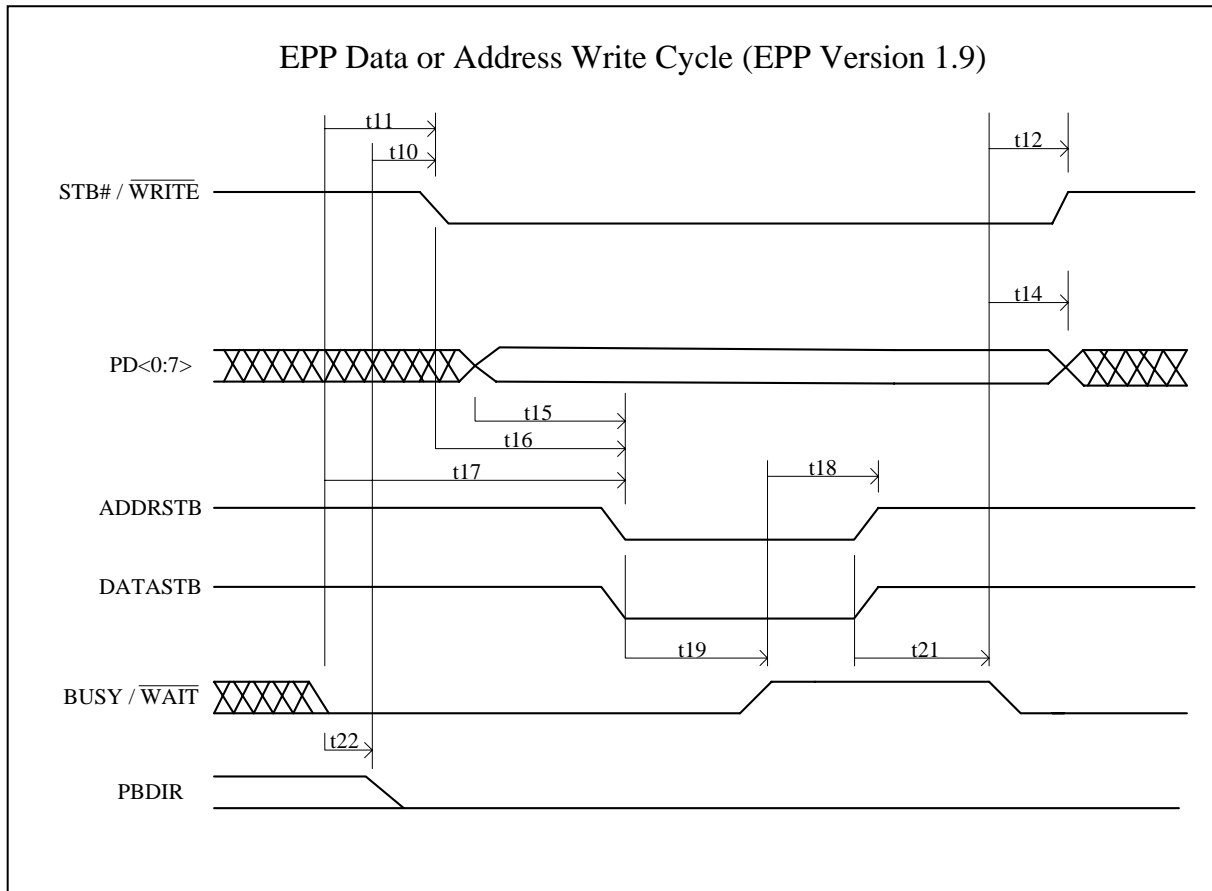 EPP Data or Address Write Cycle (EPP Version 1.9)
t11
t10
t12
STB# / WRITE
t14
PD<0:7>
t15
t16
t17
t18
ADDRSTB
DATASTB
t19
t21
BUSY / WAIT
t22
PBDIR